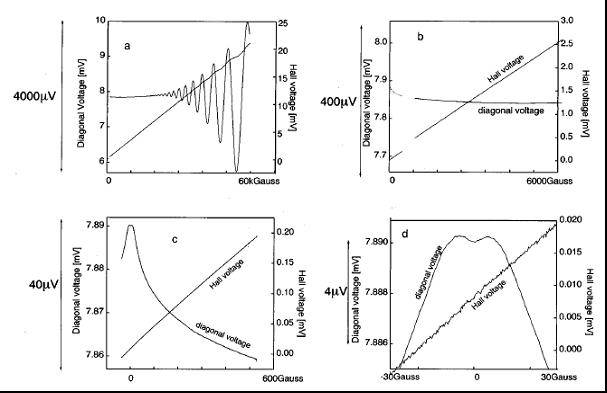 4000µV
Diagonal Voltage [mV]
10
9
8
7
6
a
25
20
15
10
5
0
Hall voltage [mV]
0
60kGauss
400µV
Diagonal voltage [mV]
8.0
7.9
7.8
7.7
b
Hall voltage
diagonal voltage
3.0
2.5
2.0
1.5
1.0
0.5
0.0
Hall voltage [mV]
0
6000Gauss
40µV
Diagonal voltage [mV]
7.89
7.88
7.87
7.86
c
Hall voltage
diagonal voltage
0.20
0.15
0.10
0.05
0.00
Hall voltage [mV]
0
600Gauss
4µV
Diagonal voltage [mV]
7.890
7.888
7.886
d
diagonal voltage
Hall voltage
0.020
0.015
0.010
0.005
0.000
Hall voltage [mV]
-30Gauss
0
30Gauss